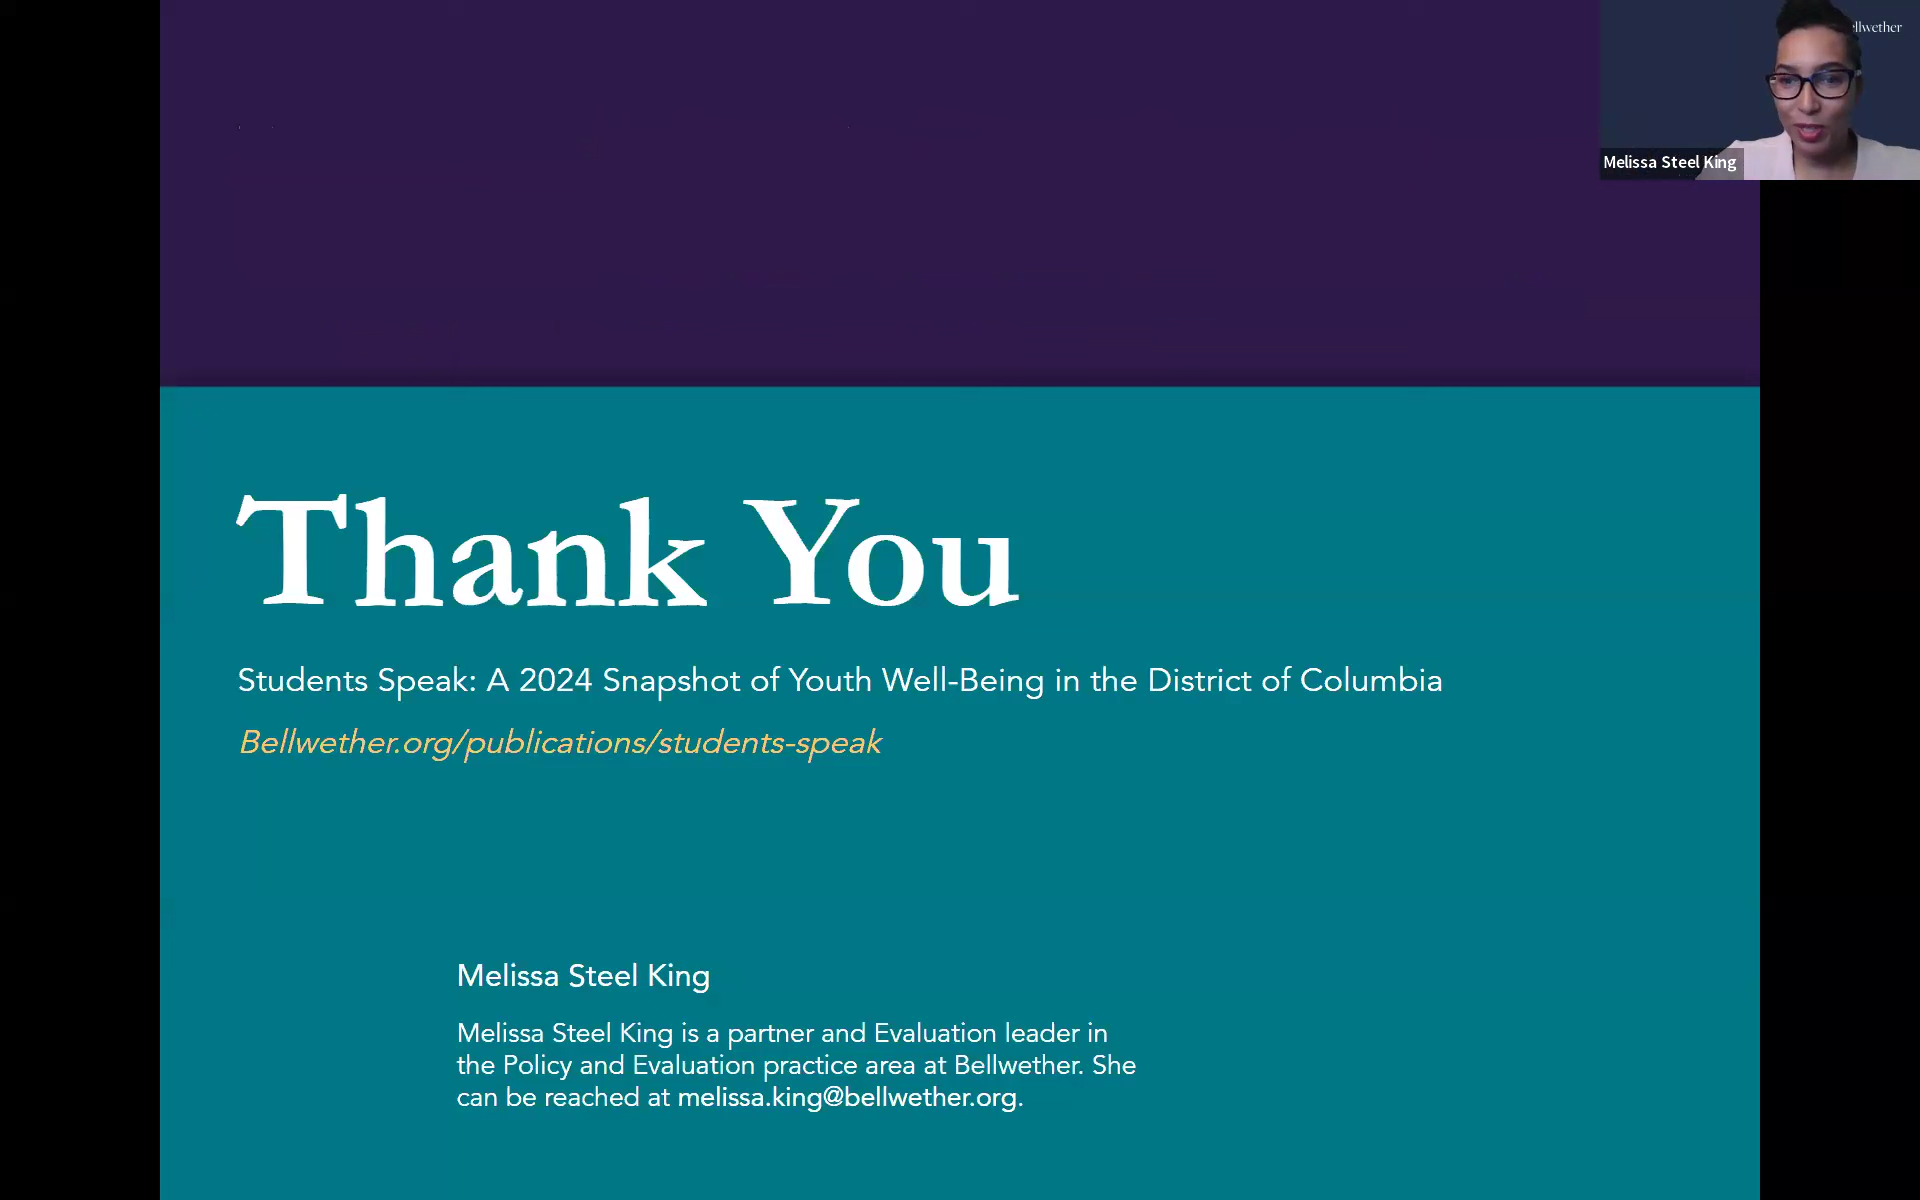 ellwether
Melissa Steel King
Thank You
Students Speak: A 2024 Snapshot of Youth Well-Being in the District of Columbia
Bellwether.org/publications/students-speak
Melissa Steel King
Melissa Steel King is a partner and Evaluation leader in
the Policy and Evaluation practice area at Bellwether. She
can be reached at melissa.king@bellwether.org.